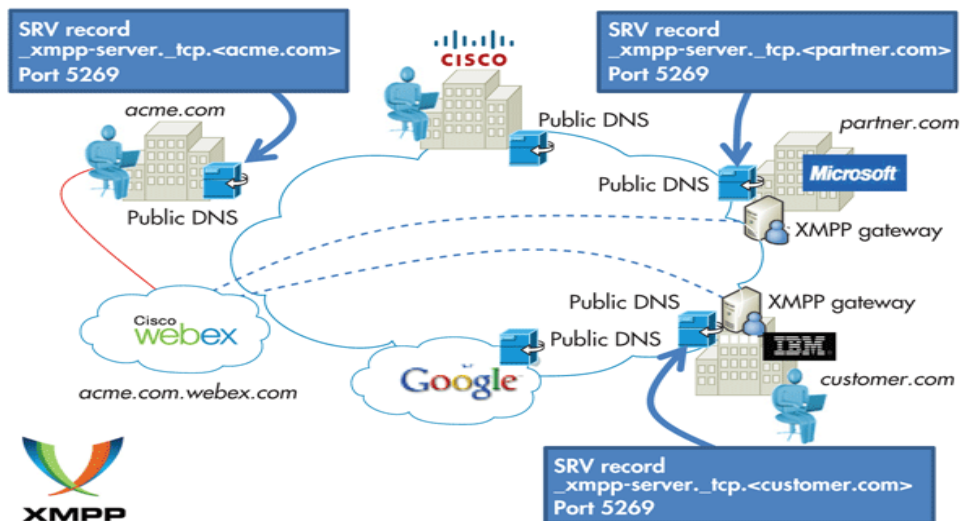 SRV record
_xmpp-server._tcp.<acme.com>
Port 5269
CISCO
SRV record
_xmpp-server._tcp.<partner.com>
Port 5269
acme.com
Public DNS
Public DNS
partner.com
Microsoft
Public DNS
XMPP gateway
Cisco
webex
acme.com.webex.com
Public DNS
XMPP gateway
Public DNS
IBM
Google
customer.com
SRV record
_xmpp-server._tcp.<customer.com>
Port 5269
XMPP